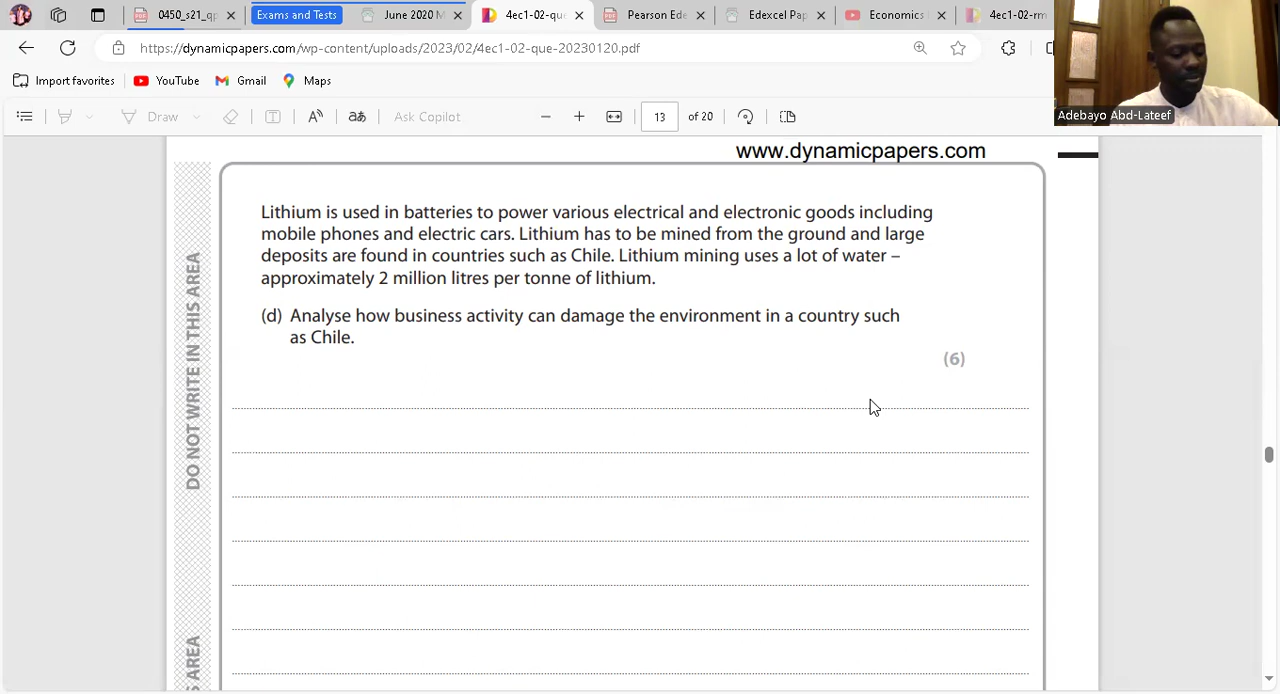 0450_s21_qp
Exams and Tests
June 2020 M
4ec1-02-que
Pearson Ede
Edexcel Pap
Economics
4ec1-02-rm
https://dynamicpapers.com/wp-content/uploads/2023/02/4ec1-02-que-20230120.pdf
Import favorites
YouTube
Gmail
Maps
Draw
Ask Copilot
13
of 20
Adebayo Abd-Lateef
www.dynamicpapers.com
Lithium is used in batteries to power various electrical and electronic goods including
mobile phones and electric cars. Lithium has to be mined from the ground and large
deposits are found in countries such as Chile. Lithium mining uses a lot of water –
approximately 2 million litres per tonne of lithium.
(d) Analyse how business activity can damage the environment in a country such
as Chile.
(6)
DO NOT WRITE IN THIS AREA
S AREA